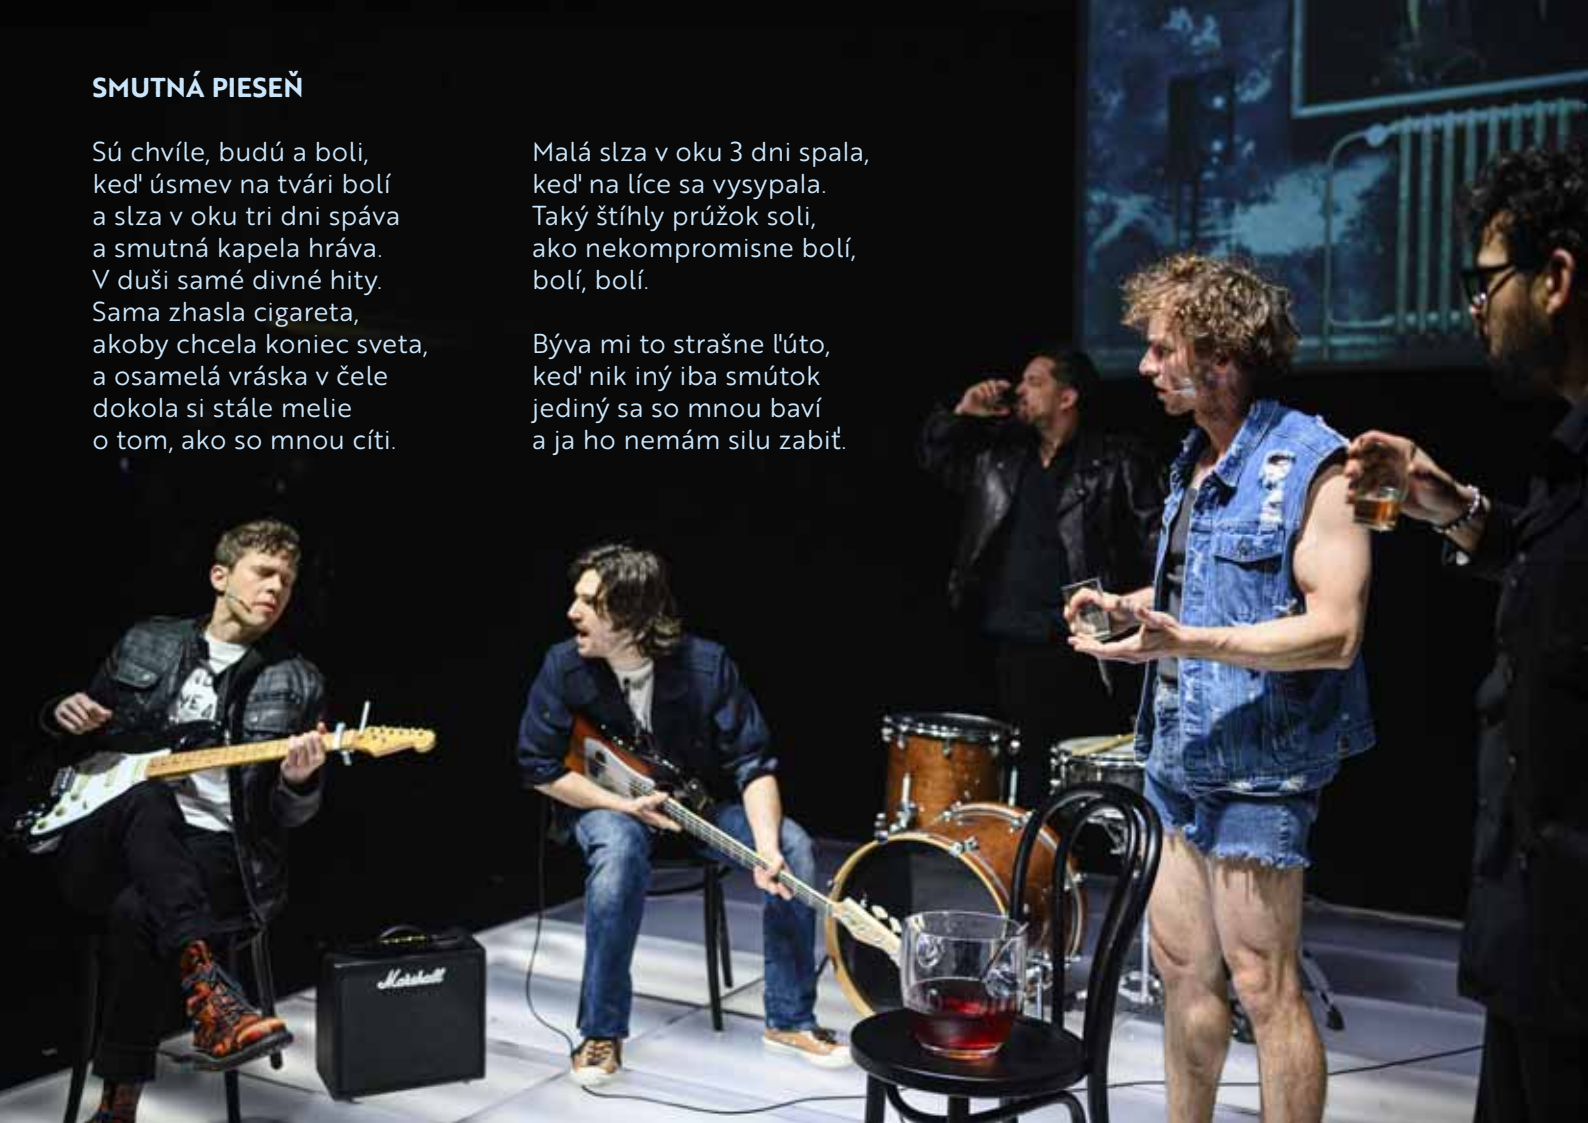 SMUTNÁ PIESEŇ
Sú chvíle, budú a boli,
keď úsmev na tvári bolí
a slza v oku tri dni spáva
a smutná kapela hráva.
V duši samé divné hity.
Sama zhasla cigareta,
akoby chcela koniec sveta,
a osamelá vráska v čele
dokola si stále melie
o tom, ako so mnou cíti.
Malá slza v oku 3 dni spala,
keď na líce sa vysypala.
Taký štíhly prúžok soli,
ako nekompromisne bolí,
bolí, bolí.
Býva mi to strašne ľúto,
keď nik iný iba smútok
jediný sa so mnou baví
a ja ho nemám silu zabiť.
Marshall